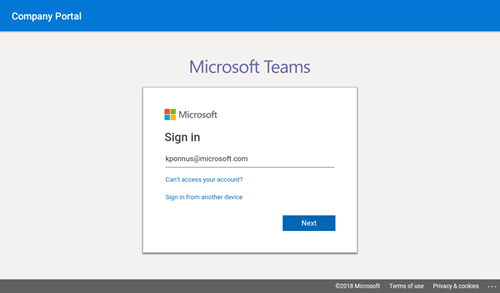 Company Portal
Microsoft Teams
Microsoft
Sign in
kponnus@microsoft.com
Can't access your account?
Sign in from another device
Next
©2018 Microsoft Terms of use Privacy & cookies ...